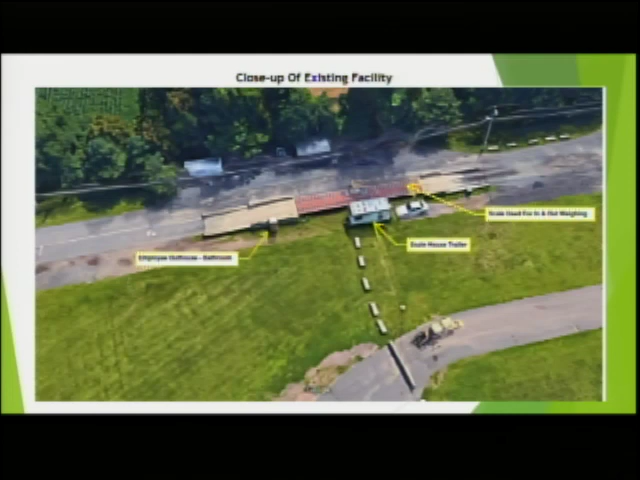 Close-up Of Existing Facility
Scale Used For In & Out Weighing
Scale House Trailer
Employee Outhouse - Bathroom